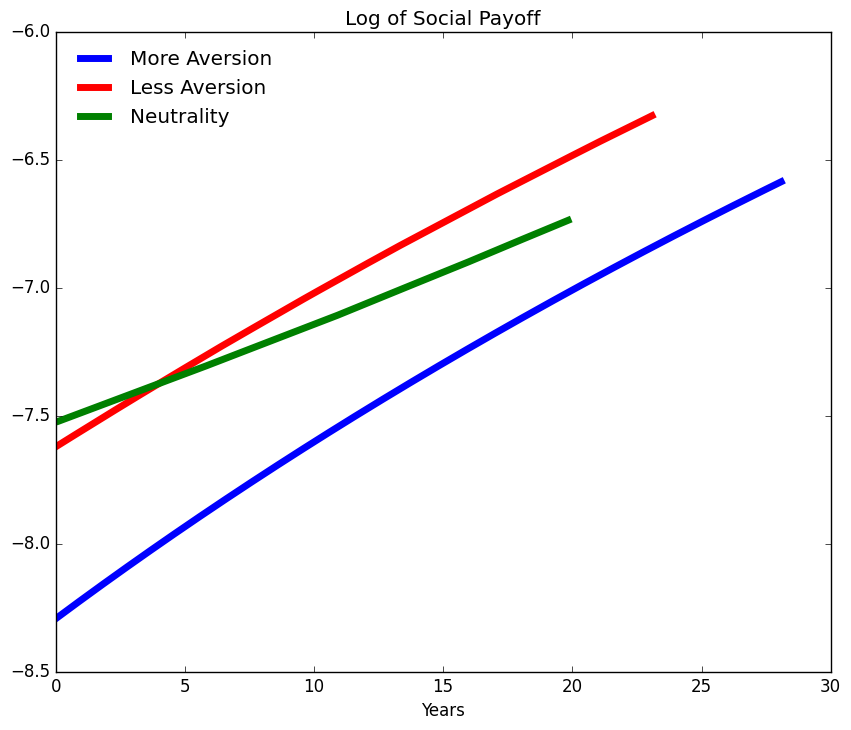 Log of Social Payoff
−6.0
More Aversion
Less Aversion
Neutrality
−6.5
−7.0
−7.5
−8.0
−8.5
0 5 10 15 20 25 30
Years